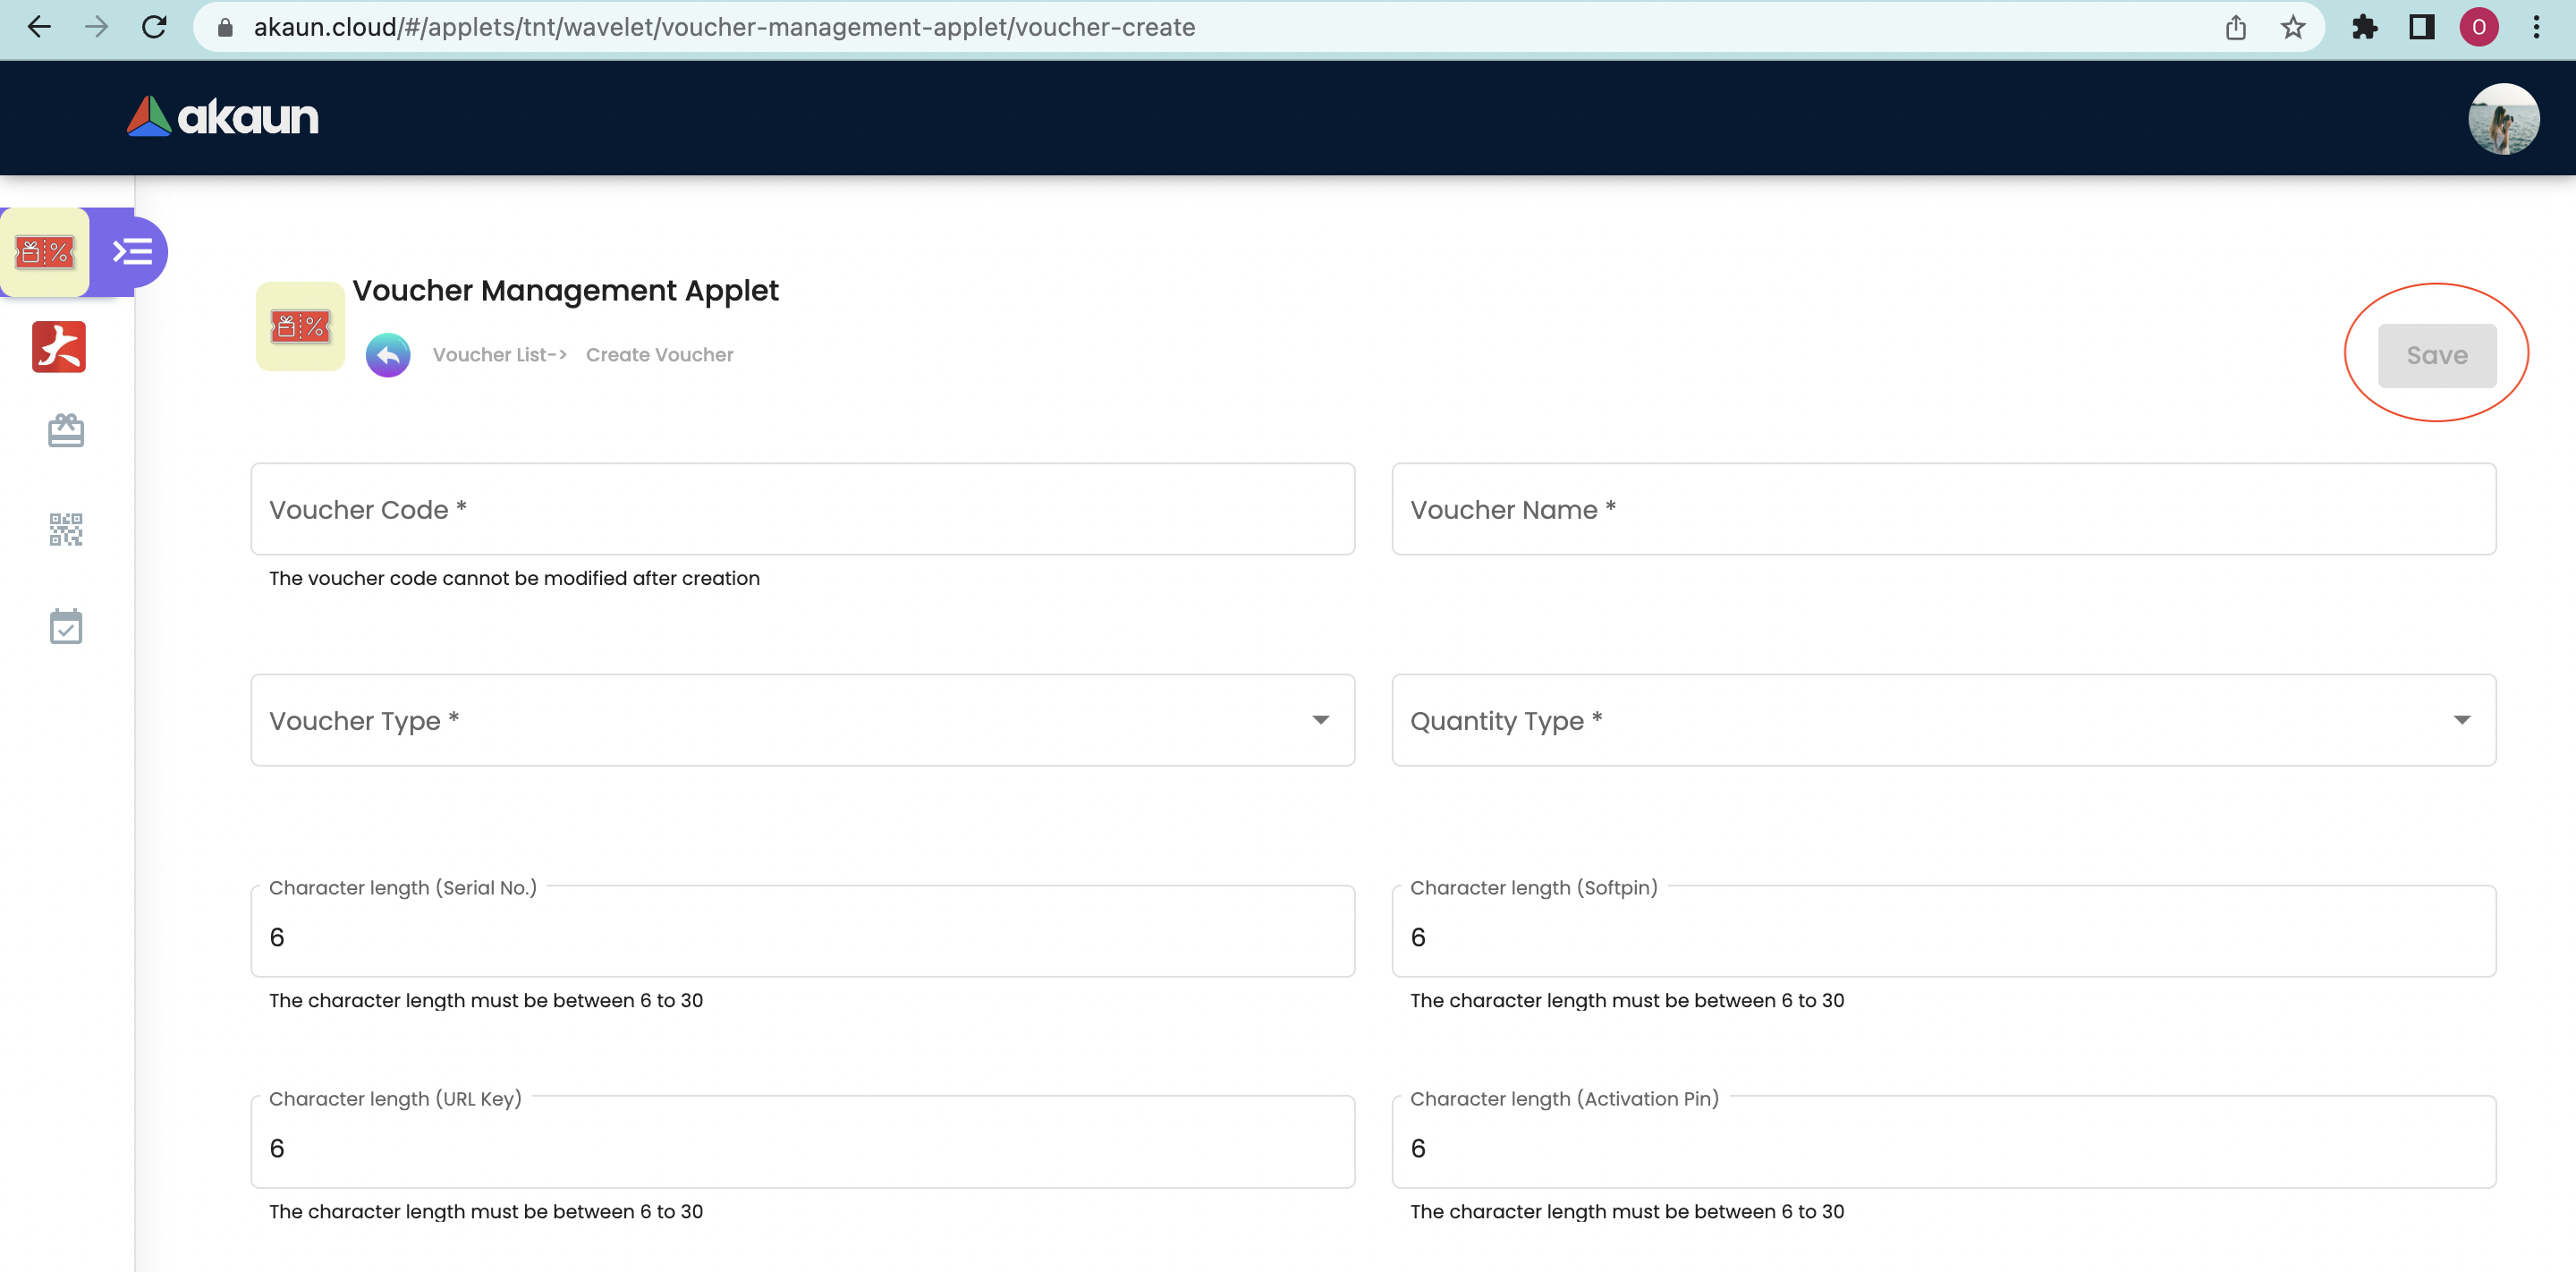 akaun.cloud/#/applets/tnt/wavelet/voucher-management-applet/voucher-create
O
akaun
Voucher Management Applet
Voucher List-> Create Voucher
Save
Voucher Code *
Voucher Name *
The voucher code cannot be modified after creation
Voucher Type *
Quantity Type *
Character length (Serial No.)
6
The character length must be between 6 to 30
Character length (Softpin)
6
The character length must be between 6 to 30
Character length (URL Key)
6
The character length must be between 6 to 30
Character length (Activation Pin)
6
The character length must be between 6 to 30